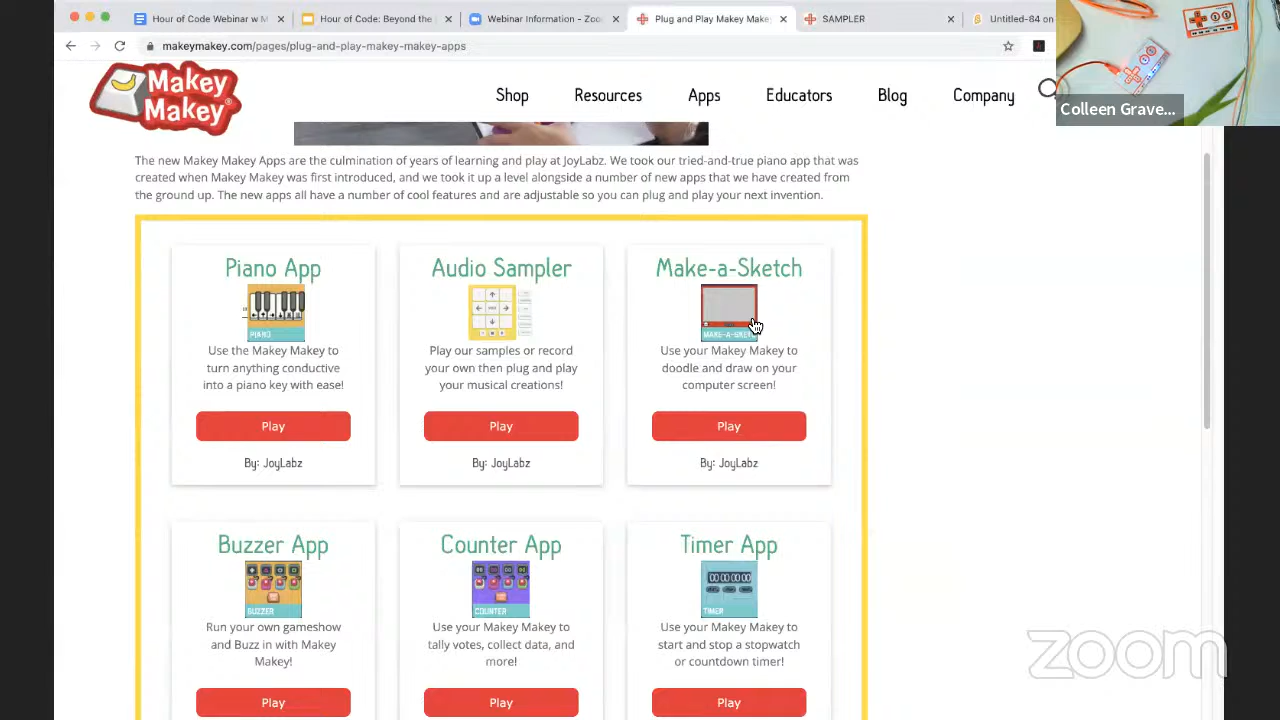 Hour of Code Webinar w M
Hour of Code: Beyond the
Webinar Information - Zoo
Plug and Play Makey Make
SAMPLER
Untitled-84 on
makeymakey.com/pages/plug-and-play-makey-makey-apps
Makey
Makey®
Shop
Resources
Apps
Educators
Blog
Company
Colleen Grave...
The new Makey Makey Apps are the culmination of years of learning and play at JoyLabz. We took our tried-and-true piano app that was
created when Makey Makey was first introduced, and we took it up a level alongside a number of new apps that we have created from
the ground up. The new apps all have a number of cool features and are adjustable so you can plug and play your next invention.
Piano App
PIANO
Use the Makey Makey to
turn anything conductive
into a piano key with ease!
Play
By: JoyLabz
Audio Sampler
Play our samples or record
your own then plug and play
your musical creations!
Play
By: JoyLabz
Make-a-Sketch
MAKE-A-SKETCH
Use your Makey Makey to
doodle and draw on your
computer screen!
Play
By: JoyLabz
Buzzer App
BUZZER
Run your own gameshow
and Buzz in with Makey
Makey!
Play
Counter App
COUNTER
Use your Makey Makey to
tally votes, collect data, and
more!
Play
Timer App
00 00 00 00
TIMER
Use your Makey Makey to
start and stop a stopwatch
or countdown timer!
Play
zoom